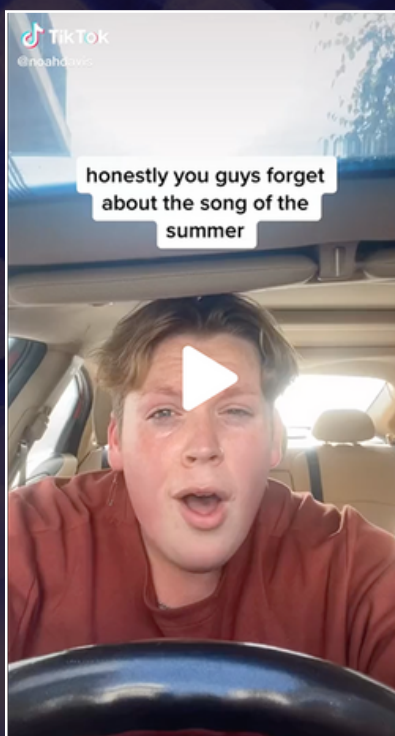 TikTok
@noahdavis
honestly you guys forget
about the song of the
summer